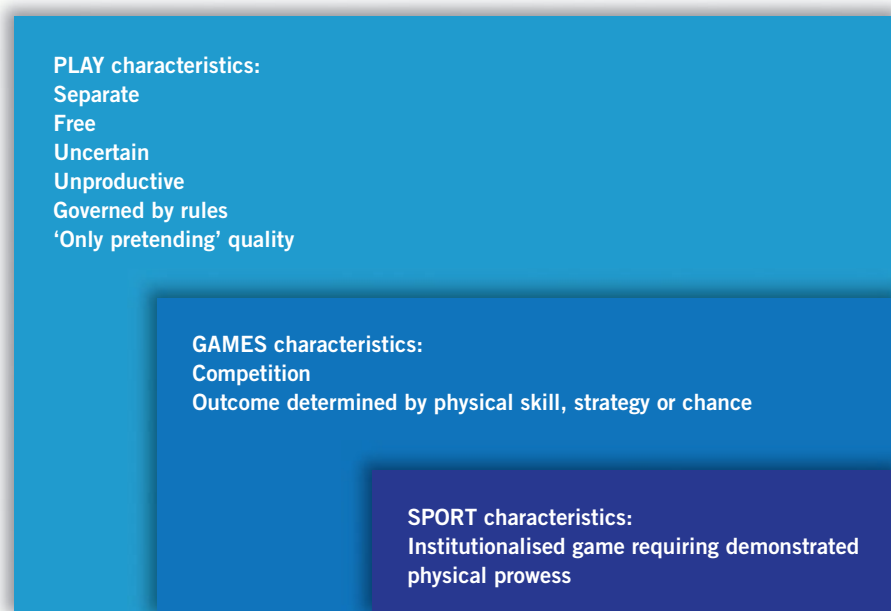 PLAY characteristics:
Separate
Free
Uncertain
Unproductive
Governed by rules
‘Only pretending’ quality
GAMES characteristics:
Competition
Outcome determined by physical skill, strategy or chance
SPORT characteristics:
Institutionalised game requiring demonstrated
physical prowess